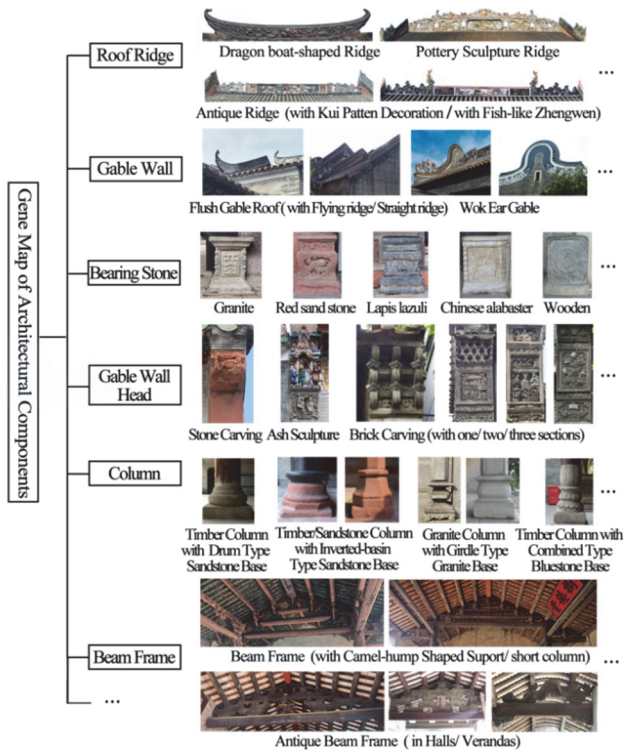 Gene Map of Architectural Components
Roof Ridge
Dragon boat-shaped Ridge
Pottery Sculpture Ridge
...
Antique Ridge (with Kui Patten Decoration / with Fish-like Zhengwen)
Gable Wall
...
Flush Gable Roof( with Flying ridge/ Straight ridge)
Wok Ear Gable
Bearing Stone
...
Granite
Red sand stone
Lapis lazuli
Chinese alabaster
Wooden
Gable Wall
Head
...
Stone Carving
Ash Sculpture
Brick Carving (with one/ two/ three sections)
Column
...
Timber Column
with Drum Type
Sandstone Base
Timber/Sandstone Column
with Inverted-basin
Type Sandstone Base
Granite Column
with Girdle Type
Granite Base
Timber Column with
Combined Type
Bluestone Base
Beam Frame
Beam Frame (with Camel-hump Shaped Suport/ short column)
...
...
Antique Beam Frame ( in Halls/ Verandas)